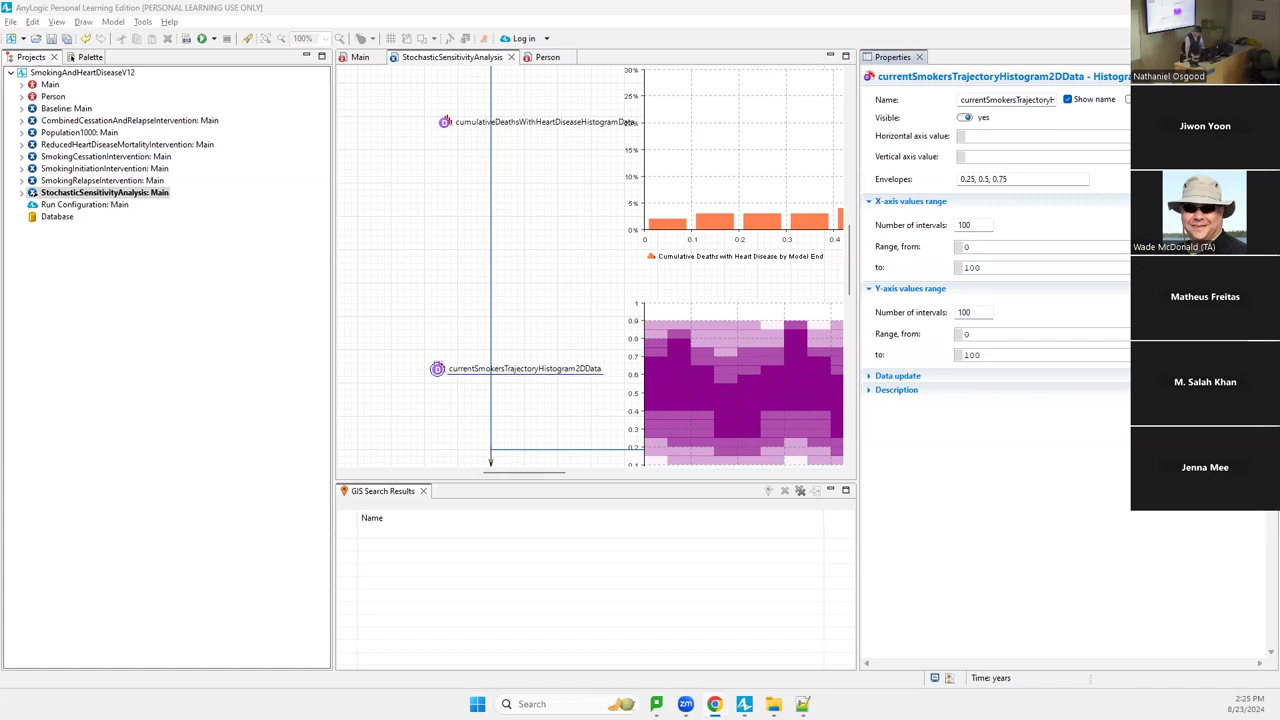 AnyLogic Personal Learning Edition [PERSONAL LEARNING USE ONLY]
File Edit View Draw Model Tools Help
100%
Log in
Projects
Palette
SmokingAndHeartDiseaseV12
Main
Person
Baseline: Main
CombinedCessationAndRelapseIntervention: Main
Population1000: Main
ReducedHeartDiseaseMortalityIntervention: Main
SmokingCessationIntervention: Main
SmokingInitiationIntervention: Main
SmokingRelapseIntervention: Main
StochasticSensitivityAnalysis: Main
Run Configuration: Main
Database
Main
StochasticSensitivityAnalysis
Person
cumulativeDeathsWithHeartDiseaseHistogramData
30%
25%
20%
15%
10%
5%
0%
0 0.1 0.2 0.3 0.4
Cumulative Deaths with Heart Disease by Model End
currentSmokersTrajectoryHistogram2DData
1
0.9
0.8
0.7
0.6
0.5
0.4
0.3
0.2
0.1
GIS Search Results
Name
Properties
currentSmokersTrajectoryHistogram2DData - Histogra
Name: currentSmokersTrajectoryH
Show name
Visible: yes
Horizontal axis value:
Vertical axis value:
Envelopes: 0.25, 0.5, 0.75
X-axis values range
Number of intervals: 100
Range, from: 0
to: 100
Y-axis values range
Number of intervals: 100
Range, from: 0
to: 100
Data update
Description
Nathaniel Osgood
Jiwon Yoon
Wade McDonald (TA)
Matheus Freitas
M. Salah Khan
Jenna Mee
Time: years
Search
zm
2:25 PM
8/23/2024